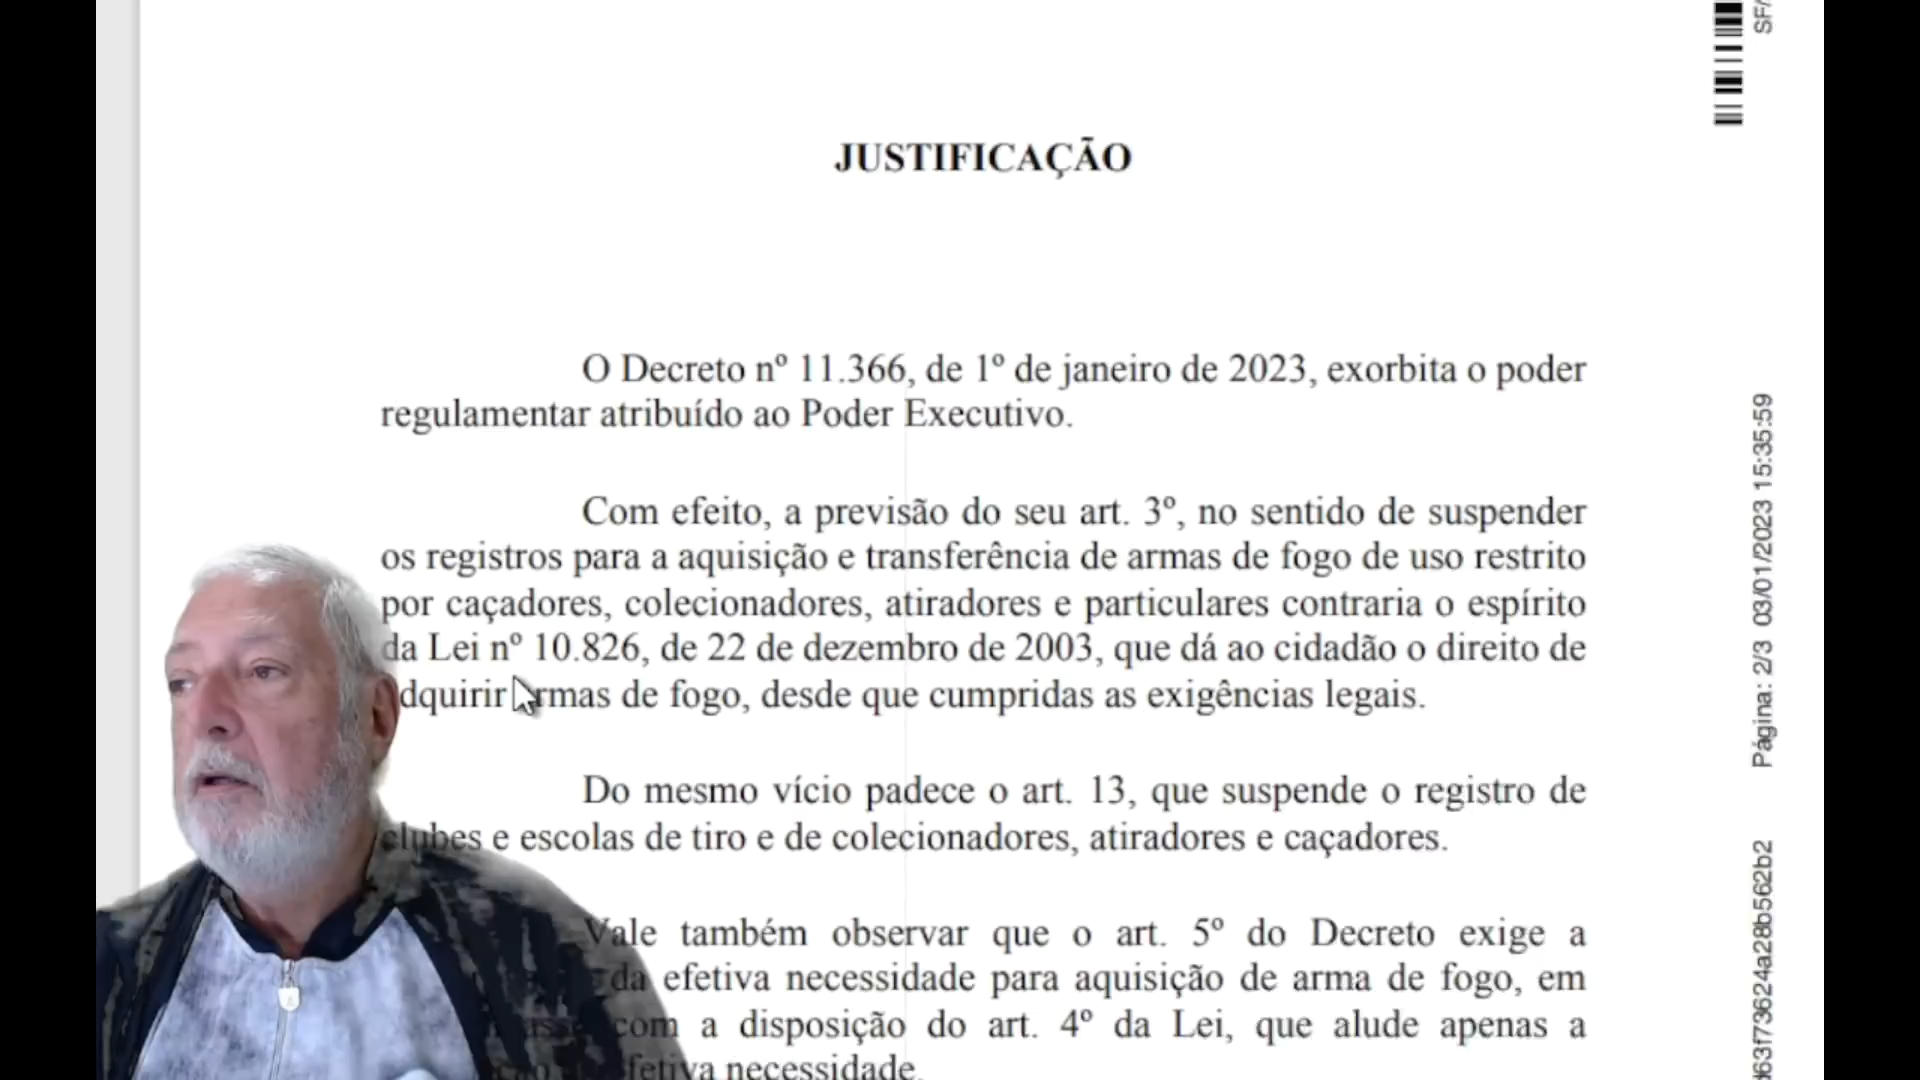 JUSTIFICAÇÃO
O Decreto nº 11.366, de 1º de janeiro de 2023, exorbita o poder
regulamentar atribuído ao Poder Executivo.
Com efeito, a previsão do seu art. 3º, no sentido de suspender
os registros para a aquisição e transferência de armas de fogo de uso restrito
por caçadores, colecionadores, atiradores e particulares contraria o espírito
da Lei nº 10.826, de 22 de dezembro de 2003, que dá ao cidadão o direito de
dquirir armas de fogo, desde que cumpridas as exigências legais.
Do mesmo vício padece o art. 13, que suspende o registro de
clubes e escolas de tiro e de colecionadores, atiradores e caçadores.
Vale também observar que o art. 5º do Decreto exige a
da efetiva necessidade para aquisição de arma de fogo, em
com a disposição do art. 4º da Lei, que alude apenas a
efetiva necessidade.
SF/
Página: 2/3 03/01/2023 15:35:59
d63f73624a28b562b2